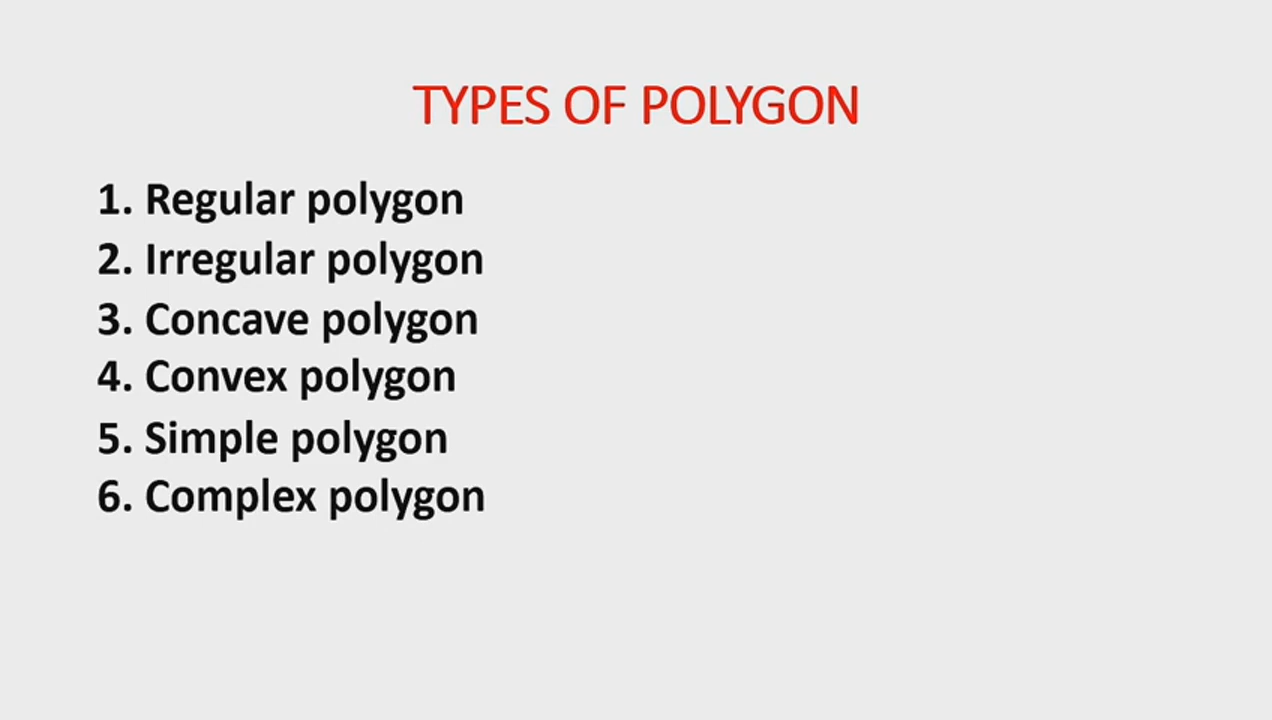 TYPES OF POLYGON
1. Regular polygon
2. Irregular polygon
3. Concave polygon
4. Convex polygon
5. Simple polygon
6. Complex polygon